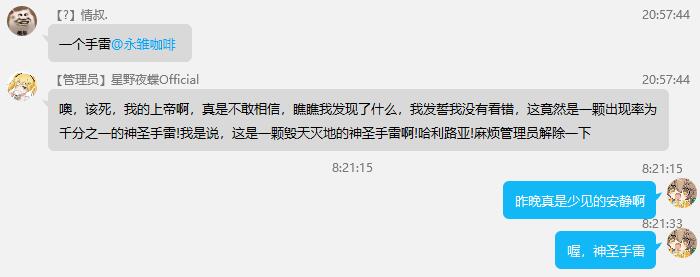 【?】情叔.
20:57:44
一个手雷@永雏咖啡
【管理员】星野夜蝶Official
20:57:44
噢，该死，我的上帝啊，真是不敢相信，瞧瞧我发现了什么，我发誓我没有看错，这竟然是一颗出现率为
千分之一的神圣手雷!我是说，这是一颗毁天灭地的神圣手雷啊!哈利路亚!麻烦管理员解除一下
8:21:15
8:21:15
昨晚真是少见的安静啊
8:21:33
喔，神圣手雷